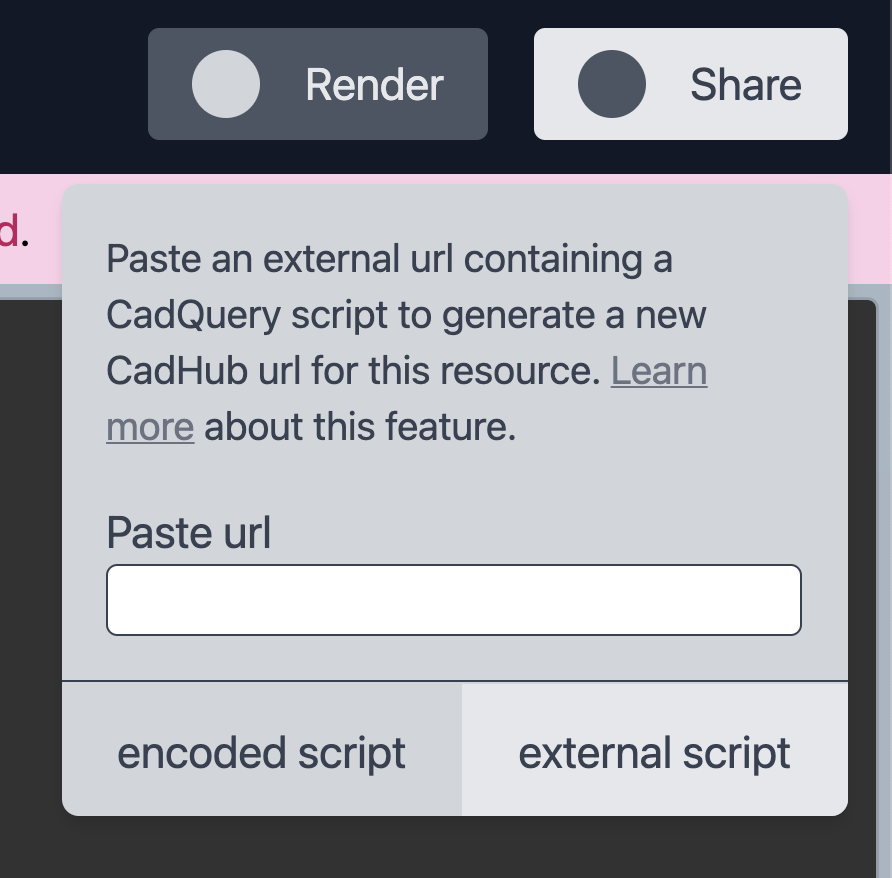 Render
Share
d.
Paste an external url containing a
CadQuery script to generate a new
CadHub url for this resource. Learn
more about this feature.
Paste url
encoded script
external script